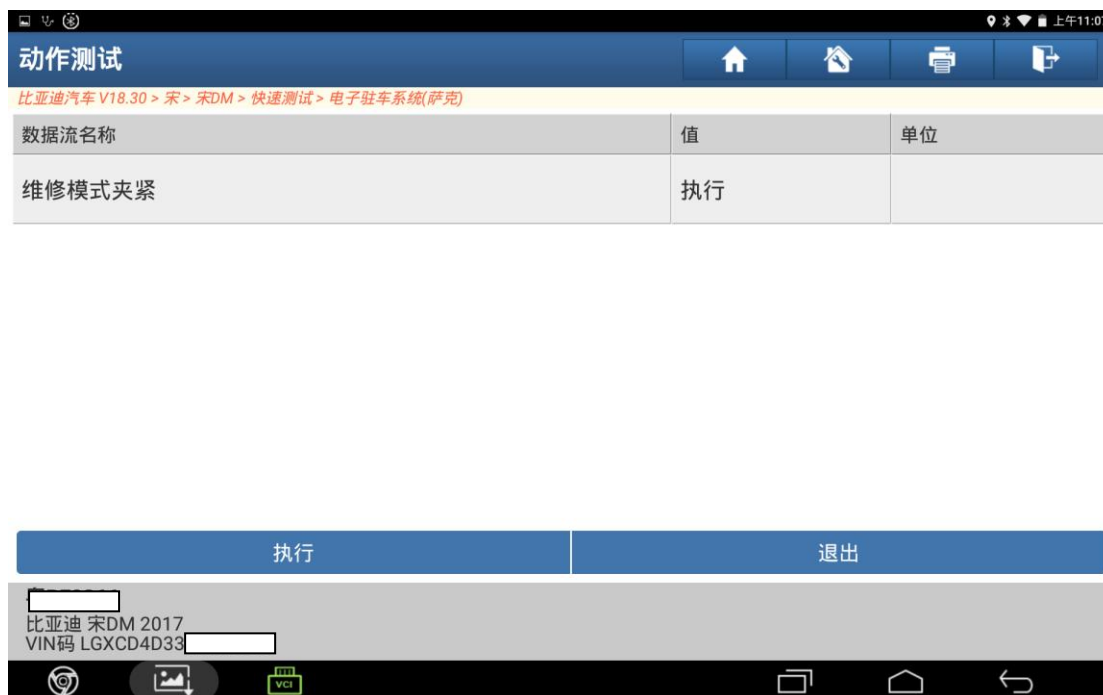 上午11:0
动作测试
比亚迪汽车 V18.30 > 宋 > 宋DM > 快速测试 > 电子驻车系统(萨克)
数据流名称 值 单位
维修模式夹紧 执行
执行 退出
比亚迪 宋DM 2017
VIN码 LGXCD4D33
VCI